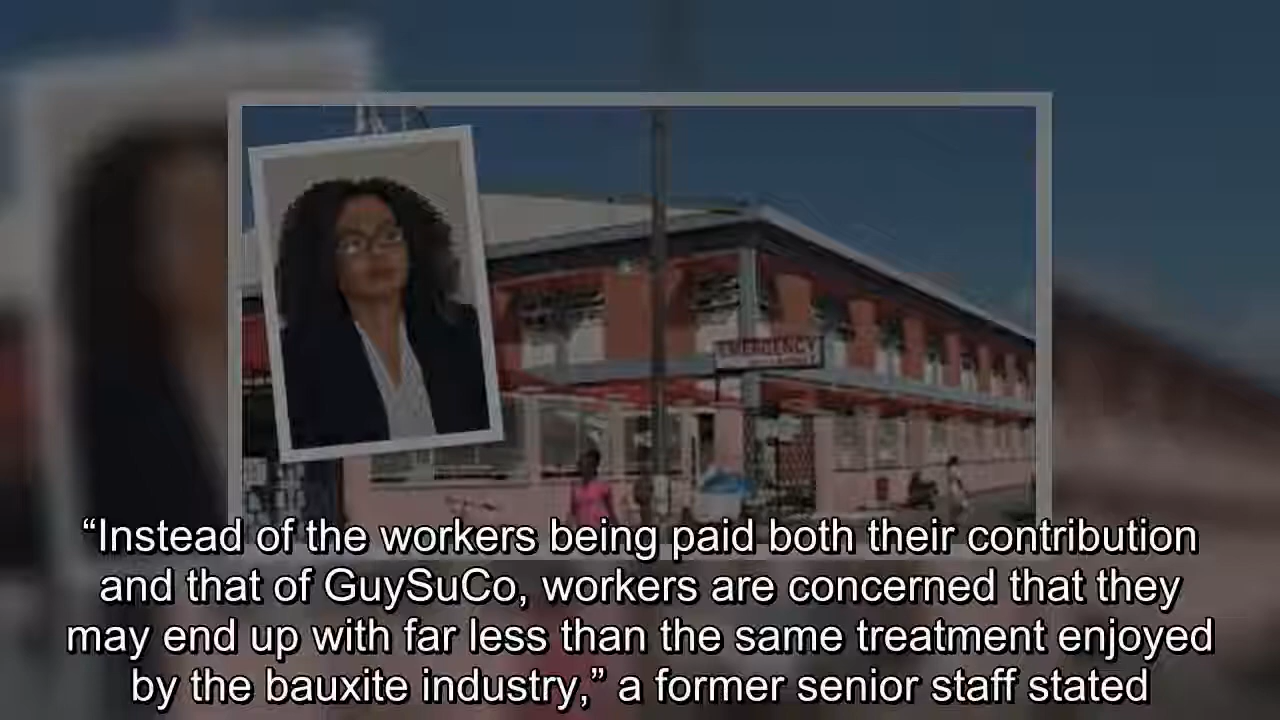 EMERGENCY
“Instead of the workers being paid both their contribution
and that of GuySuCo, workers are concerned that they
may end up with far less than the same treatment enjoyed
by the bauxite industry,” a former senior staff stated